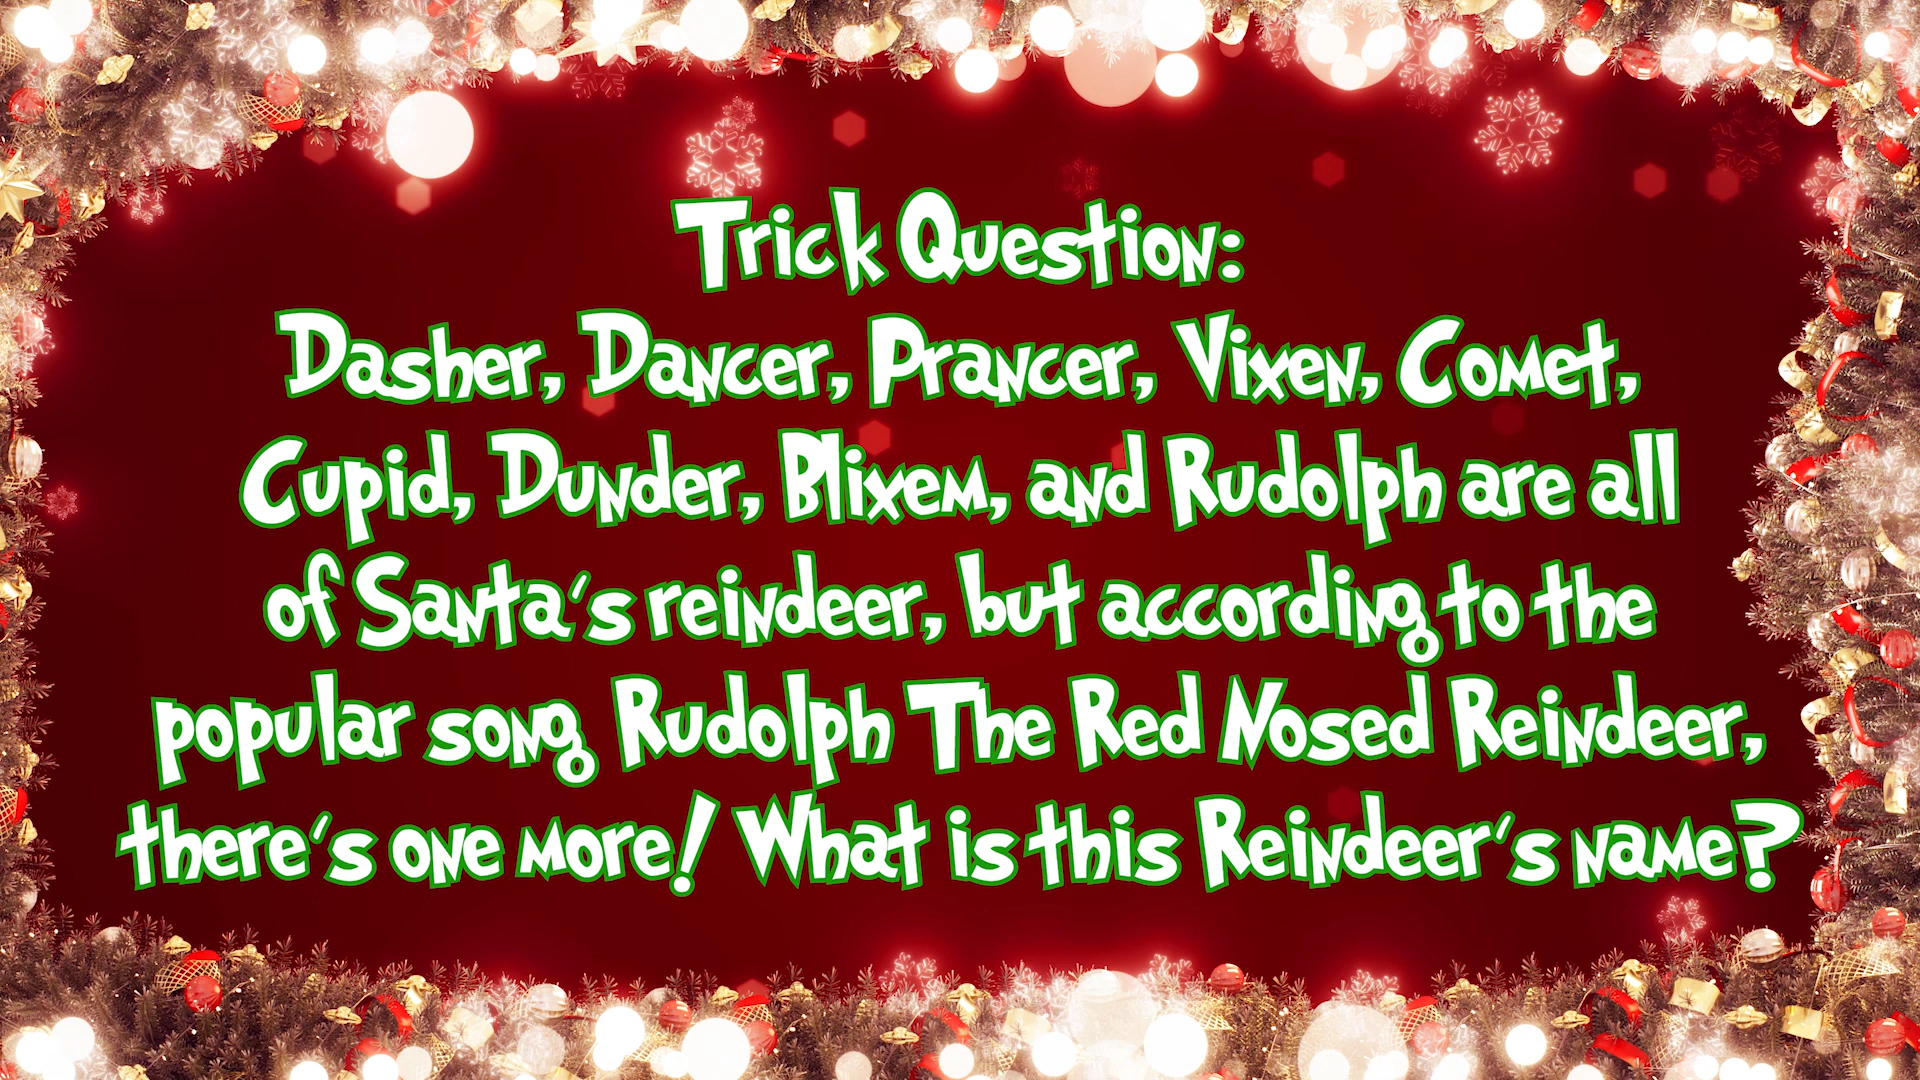 Trick Question:
Dasher, Dancer, Prancer, Vixen, Comet,
Cupid, Dunder, Blixem, and Rudolph are all
of Santa's reindeer, but according to the
popular song Rudolph The Red Nosed Reindeer,
there's one more! What is this Reindeer's name?